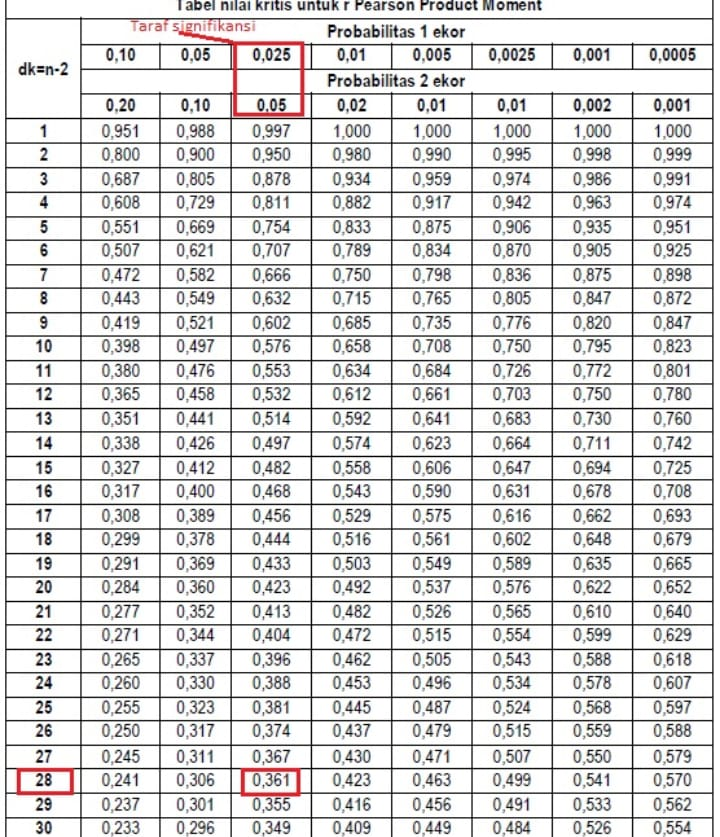 Tabel nilai kritis untuk r Pearson Product Moment
Taraf signifikansi
Probabilitas 1 ekor
dk=n-2
0,10 0,05 0,025 0,01 0,005 0,0025 0,001 0,0005
Probabilitas 2 ekor
0,20 0,10 0,05 0,02 0,01 0,01 0,002 0,001
1 0,951 0,988 0,997 1,000 1,000 1,000 1,000 1,000
2 0,800 0,900 0,950 0,980 0,990 0,995 0,998 0,999
3 0,687 0,805 0,878 0,934 0,959 0,974 0,986 0,991
4 0,608 0,729 0,811 0,882 0,917 0,942 0,963 0,974
5 0,551 0,669 0,754 0,833 0,875 0,906 0,935 0,951
6 0,507 0,621 0,707 0,789 0,834 0,870 0,905 0,925
7 0,472 0,582 0,666 0,750 0,798 0,836 0,875 0,898
8 0,443 0,549 0,632 0,715 0,765 0,805 0,847 0,872
9 0,419 0,521 0,602 0,685 0,735 0,776 0,820 0,847
10 0,398 0,497 0,576 0,658 0,708 0,750 0,795 0,823
11 0,380 0,476 0,553 0,634 0,684 0,726 0,772 0,801
12 0,365 0,458 0,532 0,612 0,661 0,703 0,750 0,780
13 0,351 0,441 0,514 0,592 0,641 0,683 0,730 0,760
14 0,338 0,426 0,497 0,574 0,623 0,664 0,711 0,742
15 0,327 0,412 0,482 0,558 0,606 0,647 0,694 0,725
16 0,317 0,400 0,468 0,543 0,590 0,631 0,678 0,708
17 0,308 0,389 0,456 0,529 0,575 0,616 0,662 0,693
18 0,299 0,378 0,444 0,516 0,561 0,602 0,648 0,679
19 0,291 0,369 0,433 0,503 0,549 0,589 0,635 0,665
20 0,284 0,360 0,423 0,492 0,537 0,576 0,622 0,652
21 0,277 0,352 0,413 0,482 0,526 0,565 0,610 0,640
22 0,271 0,344 0,404 0,472 0,515 0,554 0,599 0,629
23 0,265 0,337 0,396 0,462 0,505 0,543 0,588 0,618
24 0,260 0,330 0,388 0,453 0,496 0,534 0,578 0,607
25 0,255 0,323 0,381 0,445 0,487 0,524 0,568 0,597
26 0,250 0,317 0,374 0,437 0,479 0,515 0,559 0,588
27 0,245 0,311 0,367 0,430 0,471 0,507 0,550 0,579
28 0,241 0,306 0,361 0,423 0,463 0,499 0,541 0,570
29 0,237 0,301 0,355 0,416 0,456 0,491 0,533 0,562
30 0,233 0,296 0,349 0,409 0,449 0,484 0,526 0,554